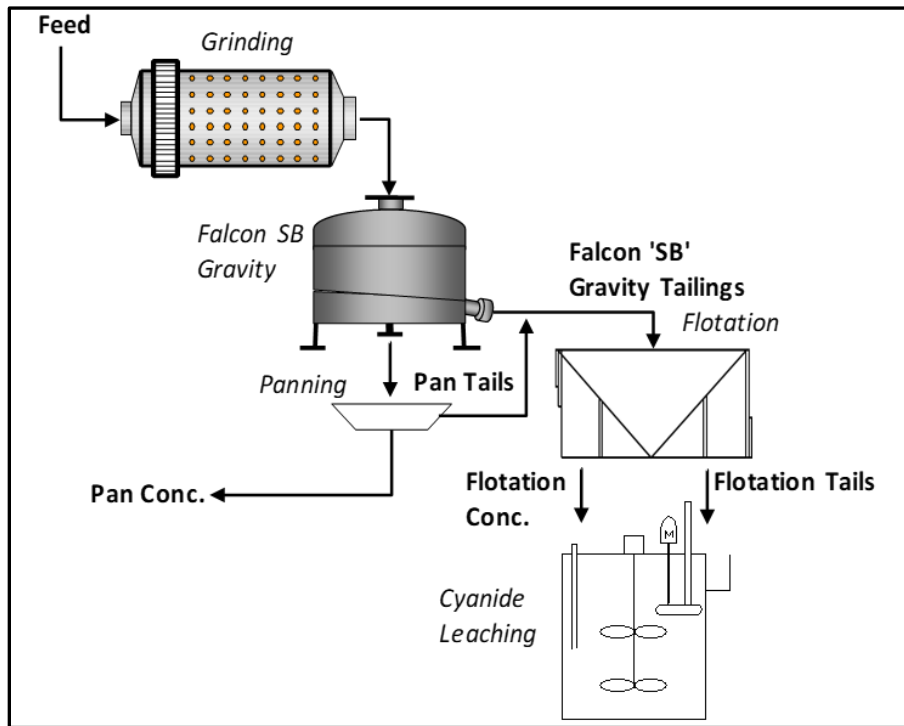 Feed
Grinding
Falcon SB
Gravity
Falcon 'SB'
Gravity Tailings
Flotation
Panning
Pan Tails
Pan Conc.
Flotation
Conc.
Flotation Tails
M
Cyanide
Leaching